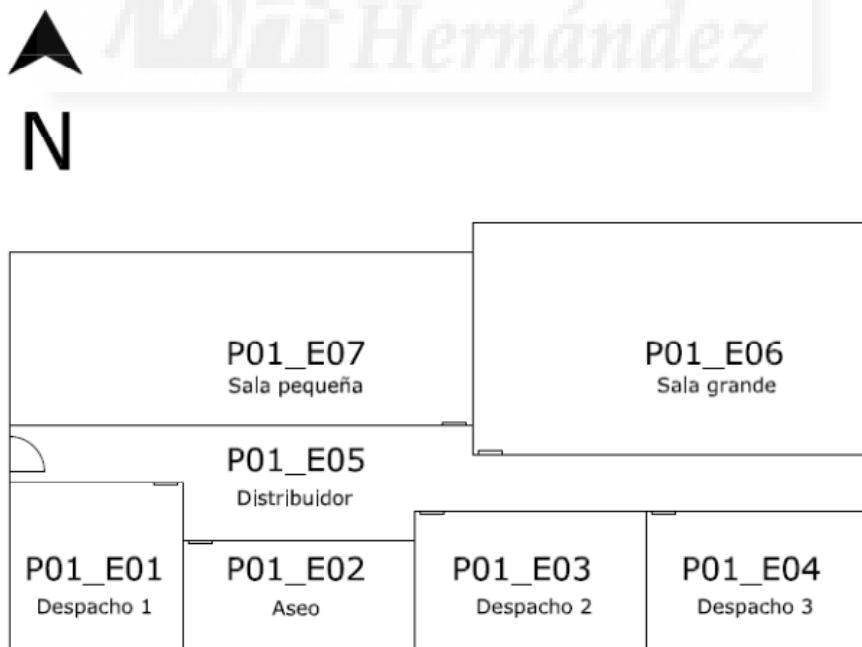 Hernández
N
P01_E07
Sala pequeña
P01_E06
Sala grande
P01_E05
Distribuidor
P01_E01
Despacho 1
P01_E02
Aseo
P01_E03
Despacho 2
P01_E04
Despacho 3